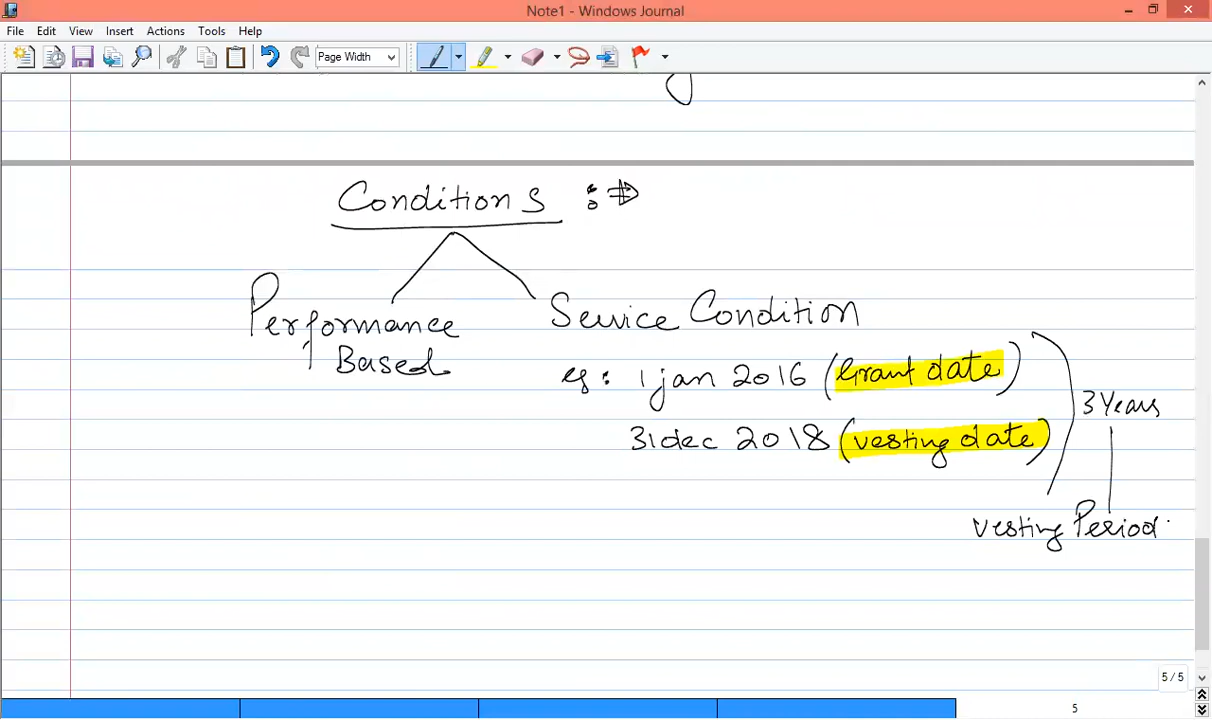 Note1 - Windows Journal
File Edit View Insert Actions Tools Help
Page Width
Conditions :⇒
Performance Based
Service Condition
eg: 1 jan 2016 (Grant date)
31 dec 2018 (vesting date)
3 Years
Vesting Period
5 / 5
5